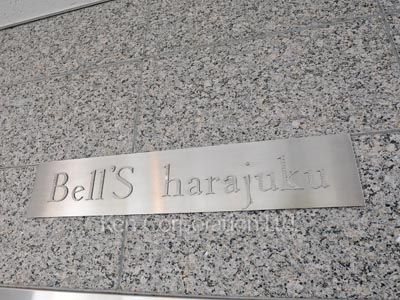 Bell'S harajuku
Ken Corporation Ltd.